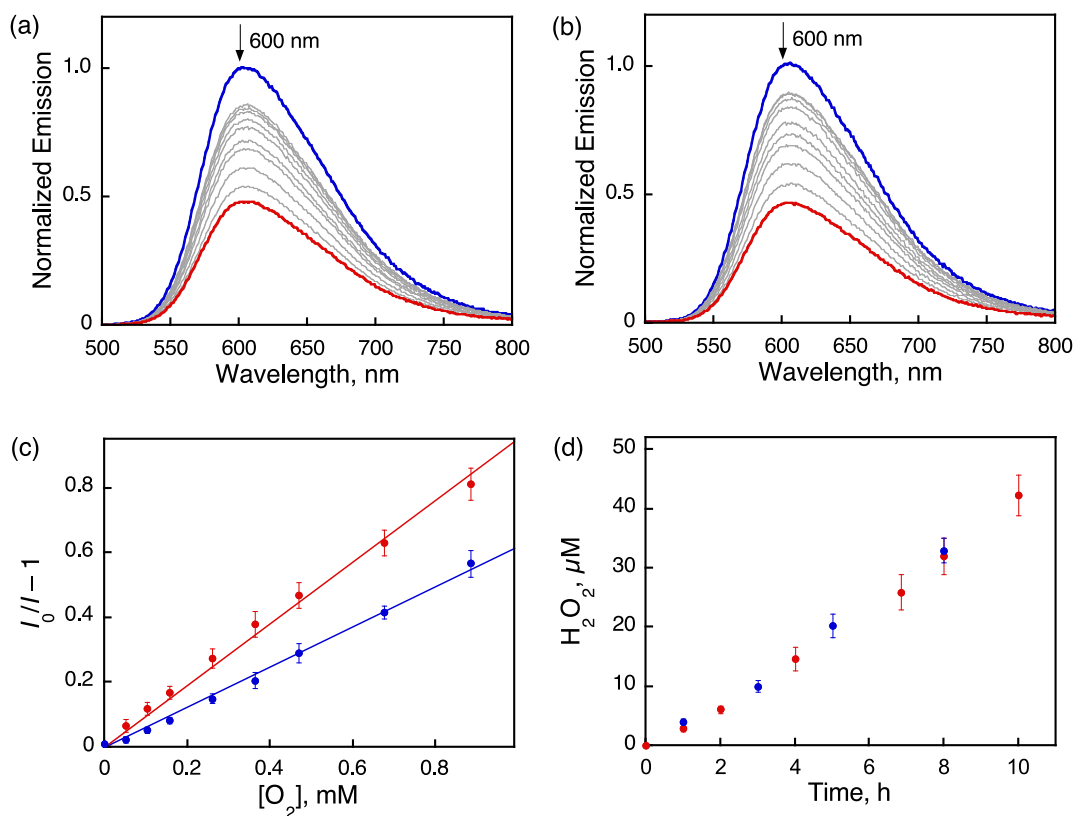 (a)
600 nm
Normalized Emission
1.0
0.5
0
500 550 600 650 700 750 800
Wavelength, nm
(b)
600 nm
Normalized Emission
1.0
0.5
0
500 550 600 650 700 750 800
Wavelength, nm
(c)
I₀/I – 1
0.8
0.6
0.4
0.2
0
0 0.2 0.4 0.6 0.8
[O₂], mM
(d)
H₂O₂, μM
50
40
30
20
10
0
0 2 4 6 8 10
Time, h